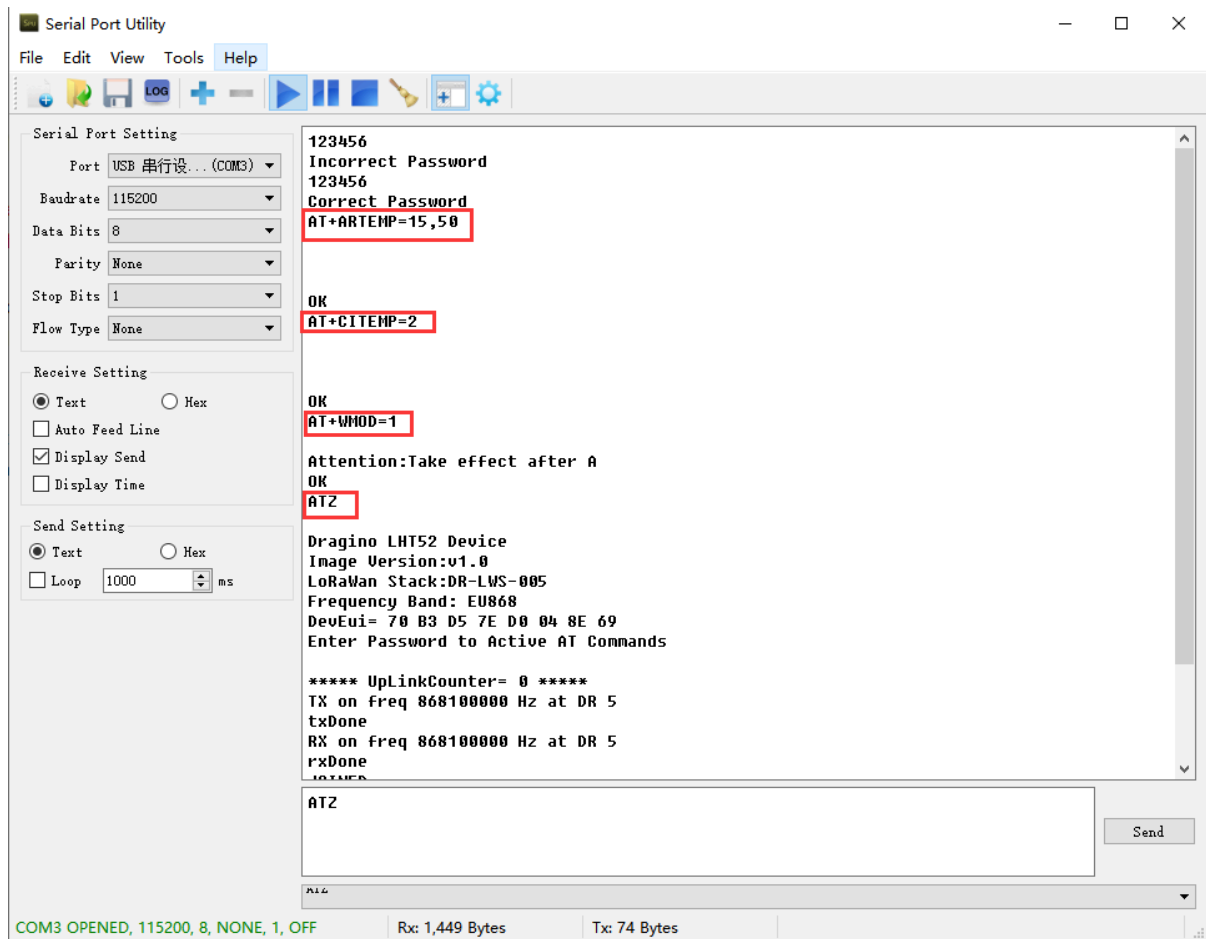 Serial Port Utility
File Edit View Tools Help
LOG
Serial Port Setting
Port USB 串行设...(COM3)
Baudrate 115200
Data Bits 8
Parity None
Stop Bits 1
Flow Type None
Receive Setting
Text Hex
Auto Feed Line
Display Send
Display Time
Send Setting
Text Hex
Loop 1000 ms
123456
Incorrect Password
123456
Correct Password
AT+ARTEMP=15,50
OK
AT+CITEMP=2
OK
AT+WMOD=1
Attention:Take effect after A
OK
ATZ
Dragino LHT52 Device
Image Version:v1.0
LoRaWan Stack:DR-LWS-005
Frequency Band: EU868
DevEui= 70 B3 D5 7E D0 04 8E 69
Enter Password to Active AT Commands
***** UpLinkCounter= 0 *****
TX on freq 868100000 Hz at DR 5
txDone
RX on freq 868100000 Hz at DR 5
rxDone
JOINED
ATZ
Send
ATZ
COM3 OPENED, 115200, 8, NONE, 1, OFF Rx: 1,449 Bytes Tx: 74 Bytes